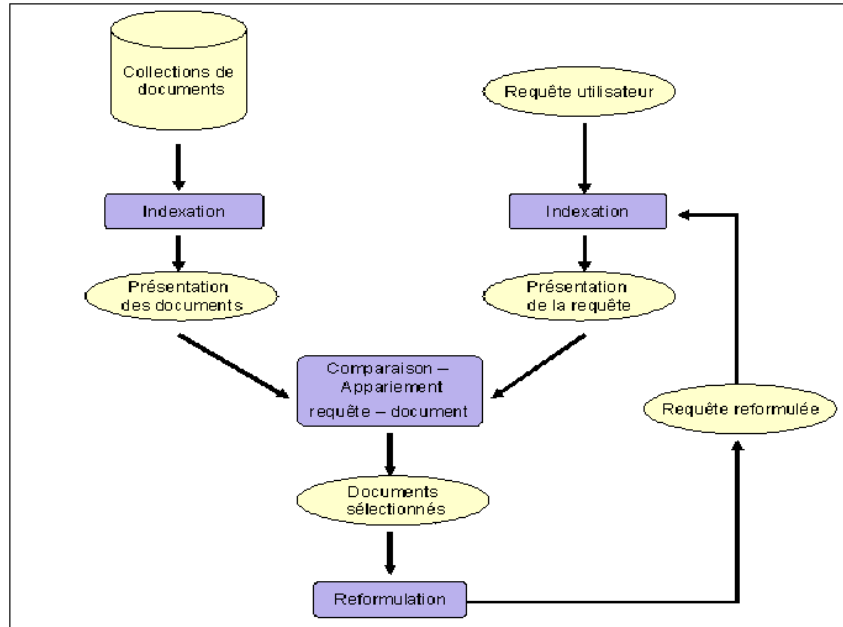 Collections de
documents
Requête utilisateur
Indexation
Indexation
Présentation
des documents
Présentation
de la requête
Comparaison –
Appariement
requête – document
Requête reformulée
Documents
sélectionnés
Reformulation